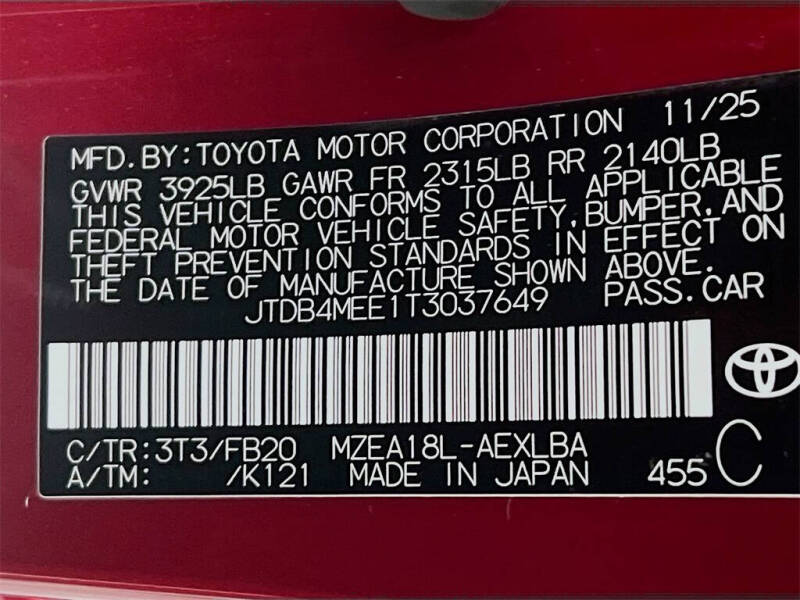 MFD. BY: TOYOTA MOTOR CORPORATION 11/25
GVWR 3925LB GAWR FR 2315LB RR 2140LB
THIS VEHICLE CONFORMS TO ALL APPLICABLE
FEDERAL MOTOR VEHICLE SAFETY, BUMPER, AND
THEFT PREVENTION STANDARDS IN EFFECT ON
THE DATE OF MANUFACTURE SHOWN ABOVE.
JTDB4MEE1T3037649 PASS. CAR
C/TR: 3T3/FB20 MZEA18L-AEXLBA
A/TM: /K121 MADE IN JAPAN 455 C